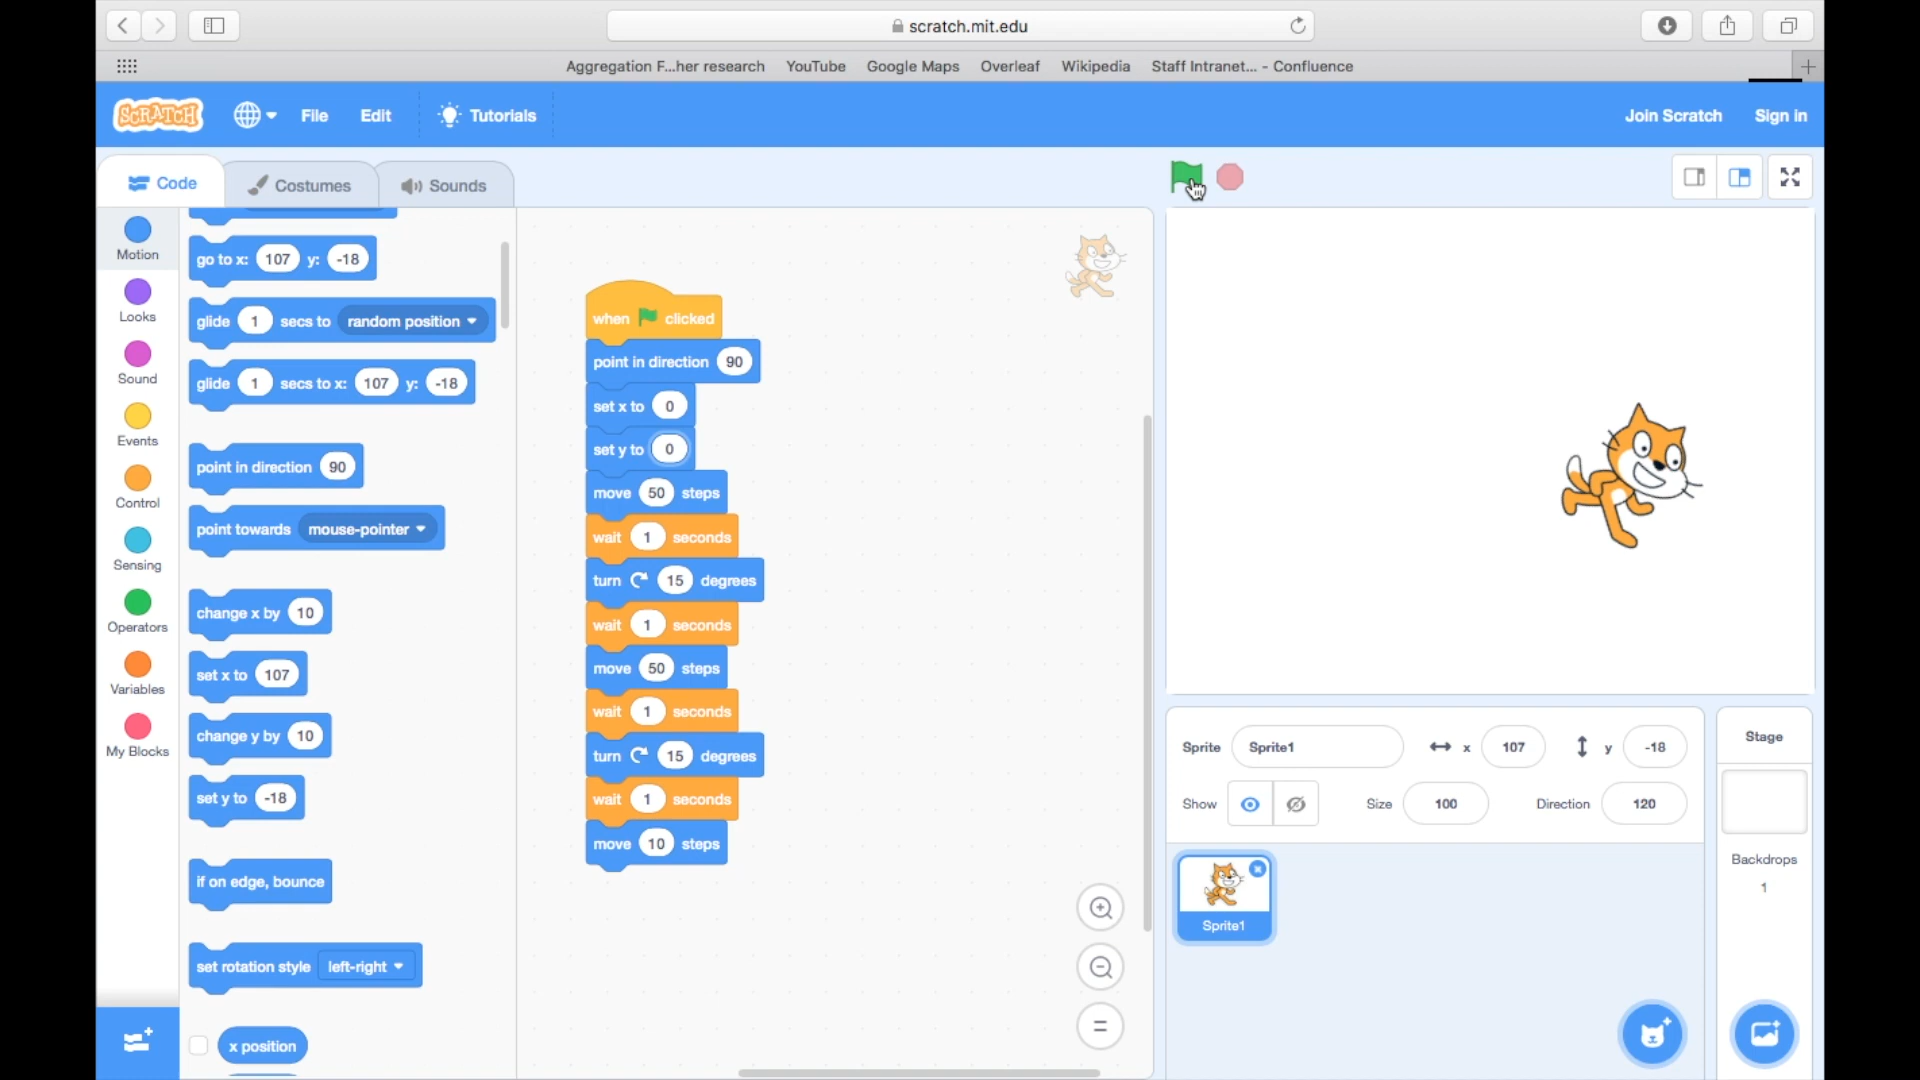 scratch.mit.edu
Aggregation F...her research YouTube Google Maps Overleaf Wikipedia Staff Intranet... - Confluence
SCRATCH File Edit Tutorials Join Scratch Sign in
Code Costumes Sounds
Motion
Looks
Sound
Events
Control
Sensing
Operators
Variables
My Blocks
go to x: 107 y: -18
glide 1 secs to random position
glide 1 secs to x: 107 y: -18
point in direction 90
point towards mouse-pointer
change x by 10
set x to 107
change y by 10
set y to -18
if on edge, bounce
set rotation style left-right
x position
when clicked
point in direction 90
set x to 0
set y to 0
move 50 steps
wait 1 seconds
turn 15 degrees
wait 1 seconds
move 50 steps
wait 1 seconds
turn 15 degrees
wait 1 seconds
move 10 steps
Sprite Sprite1 x 107 y -18
Show Size 100 Direction 120
Sprite1
Stage
Backdrops
1